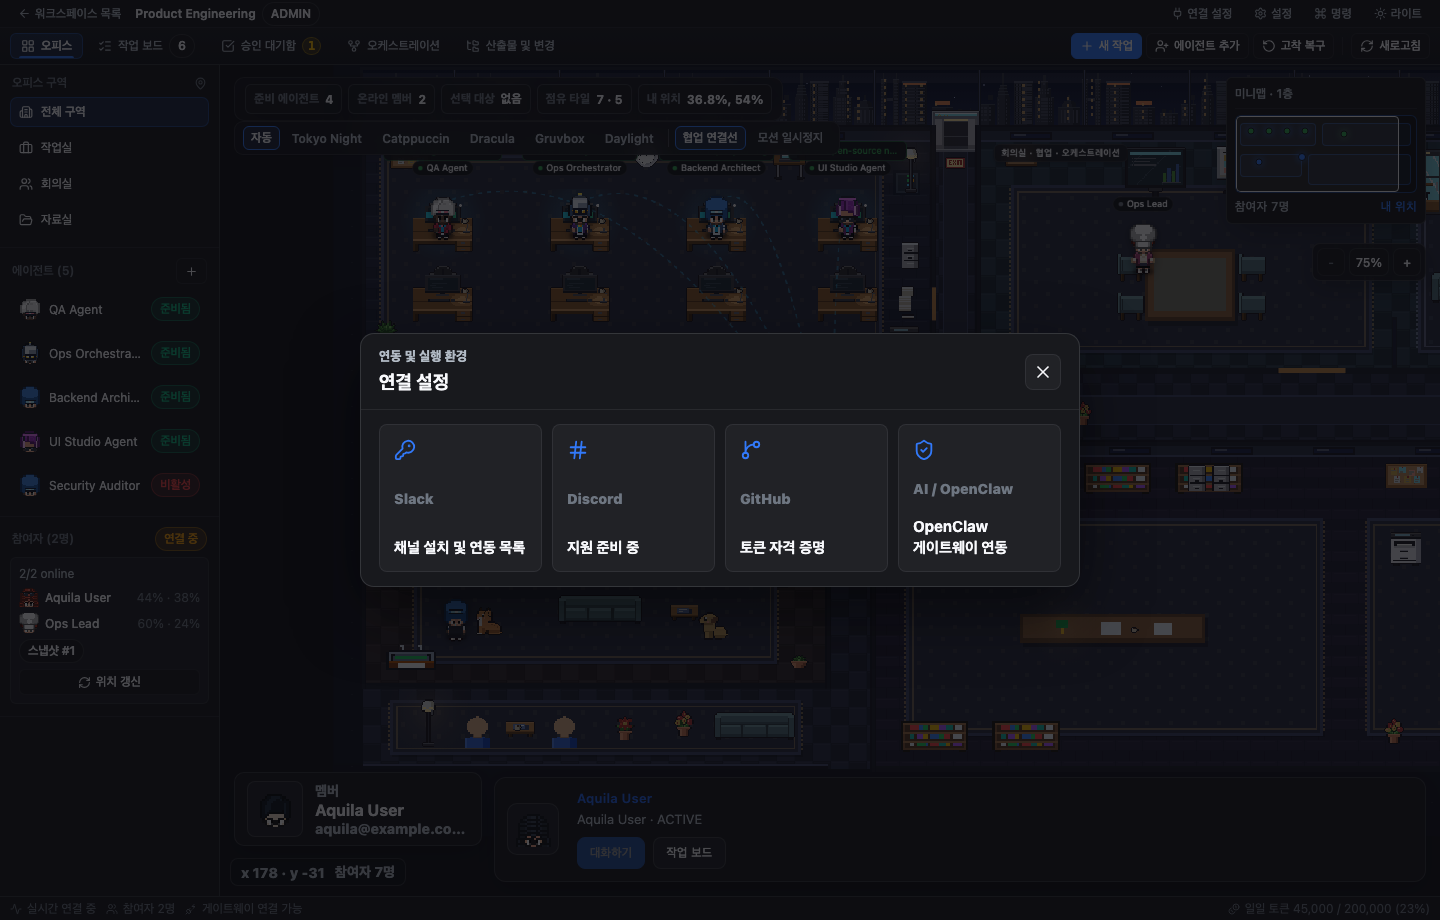 워크스페이스 목록 Product Engineering ADMIN
연결 설정 설정 명령 라이트
오피스 작업 보드 6 승인 대기함 1 오케스트레이션 산출물 및 변경
+ 새 작업 에이전트 추가 고착 복구 새로고침
오피스 구역
전체 구역
작업실
회의실
자료실
에이전트 (5) +
QA Agent 준비됨
Ops Orchestra... 준비됨
Backend Archi... 준비됨
UI Studio Agent 준비됨
Security Auditor 비활성
참여자 (2명) 연결 중
2/2 online
Aquila User 44% · 38%
Ops Lead 60% · 24%
스냅샷 #1
위치 갱신
준비 에이전트 4 온라인 멤버 2 선택 대상 없음 점유 타일 7 · 5 내 위치 36.8%, 54%
자동 Tokyo Night Catppuccin Dracula Gruvbox Daylight 협업 연결선 모션 일시정지
en-source n...
QA Agent Ops Orchestrator Backend Architect UI Studio Agent
EXIT
회의실 · 협업 · 오케스트레이션
Ops Lead
미니맵 · 1층
참여자 7명 내 위치
- 75% +
연동 및 실행 환경
연결 설정
Slack
채널 설치 및 연동 목록
Discord
지원 준비 중
GitHub
토큰 자격 증명
AI / OpenClaw
OpenClaw
게이트웨이 연동
멤버
Aquila User
aquila@example.co...
x 178 · y -31 참여자 7명
Aquila User
Aquila User · ACTIVE
대화하기 작업 보드
실시간 연결 중 참여자 2명 게이트웨이 연결 가능
일일 토큰 45,000 / 200,000 (23%)